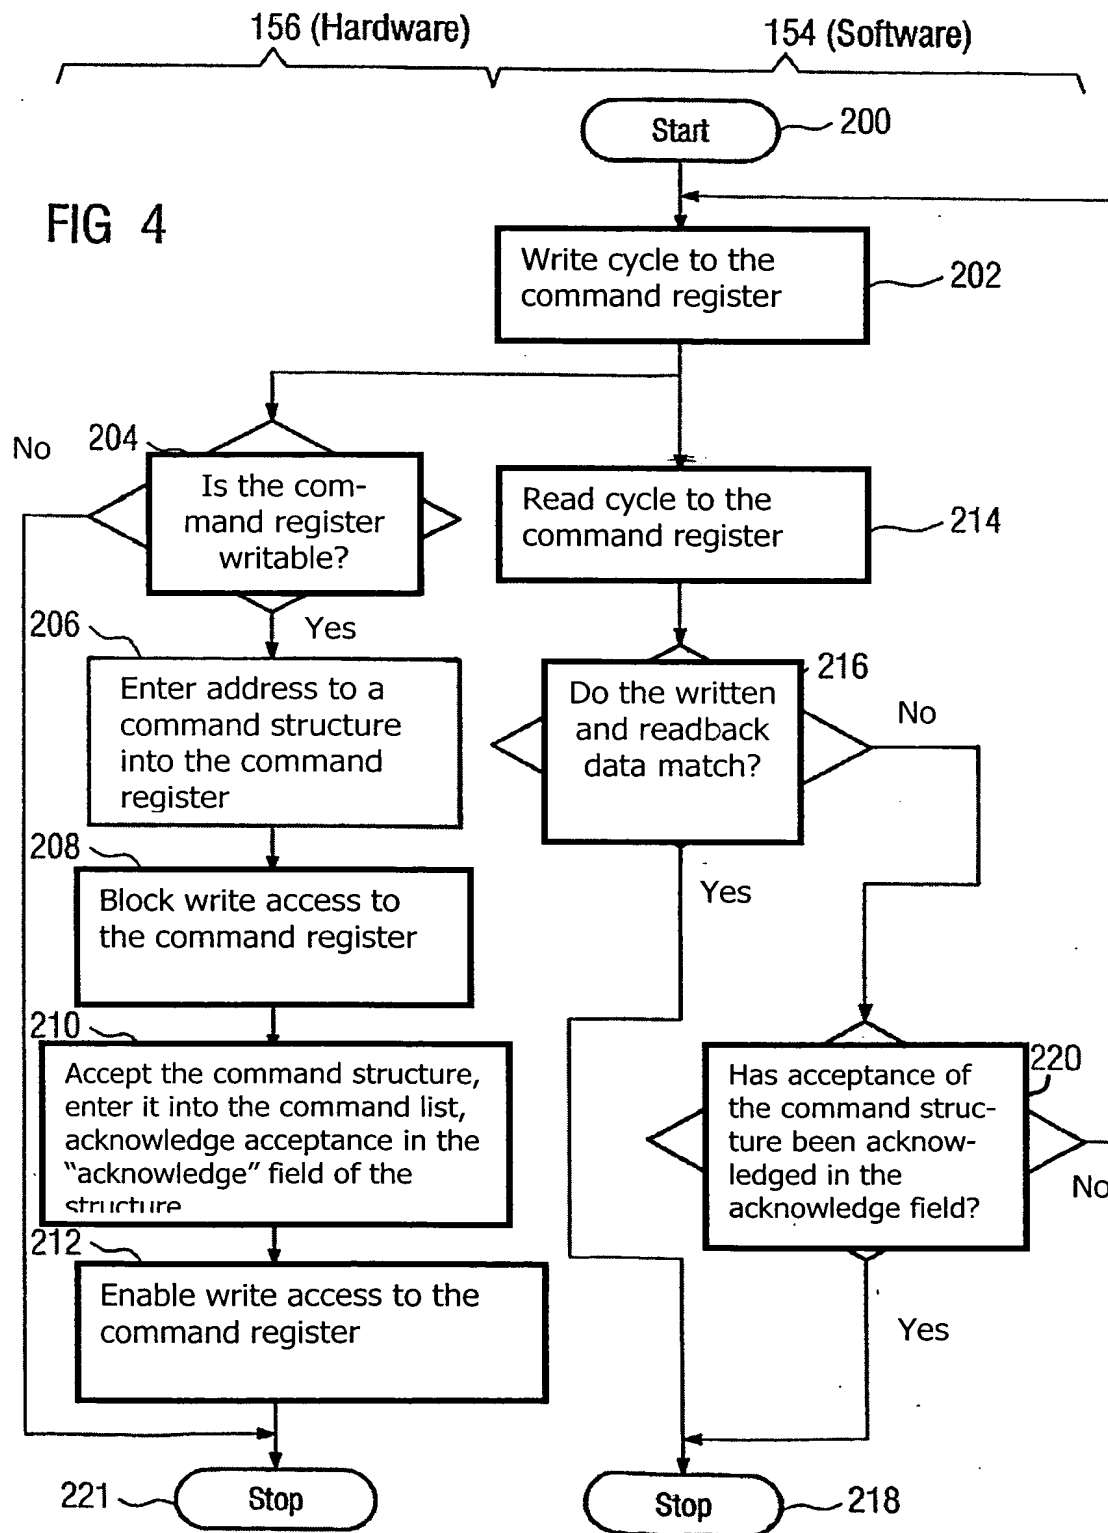 156 (Hardware)
154 (Software)
Start
200
FIG 4
Write cycle to the
command register
202
No
204
Is the com-
mand register
writable?
Read cycle to the
command register
214
Yes
206
Enter address to a
command structure
into the command
register
216
Do the written
and readback
data match?
No
208
Block write access to
the command register
Yes
210
Accept the command structure,
enter it into the command list,
acknowledge acceptance in the
“acknowledge” field of the
structure
220
Has acceptance of
the command struc-
ture been acknow-
ledged in the
acknowledge field?
No
212
Enable write access to the
command register
Yes
221
Stop
Stop
218